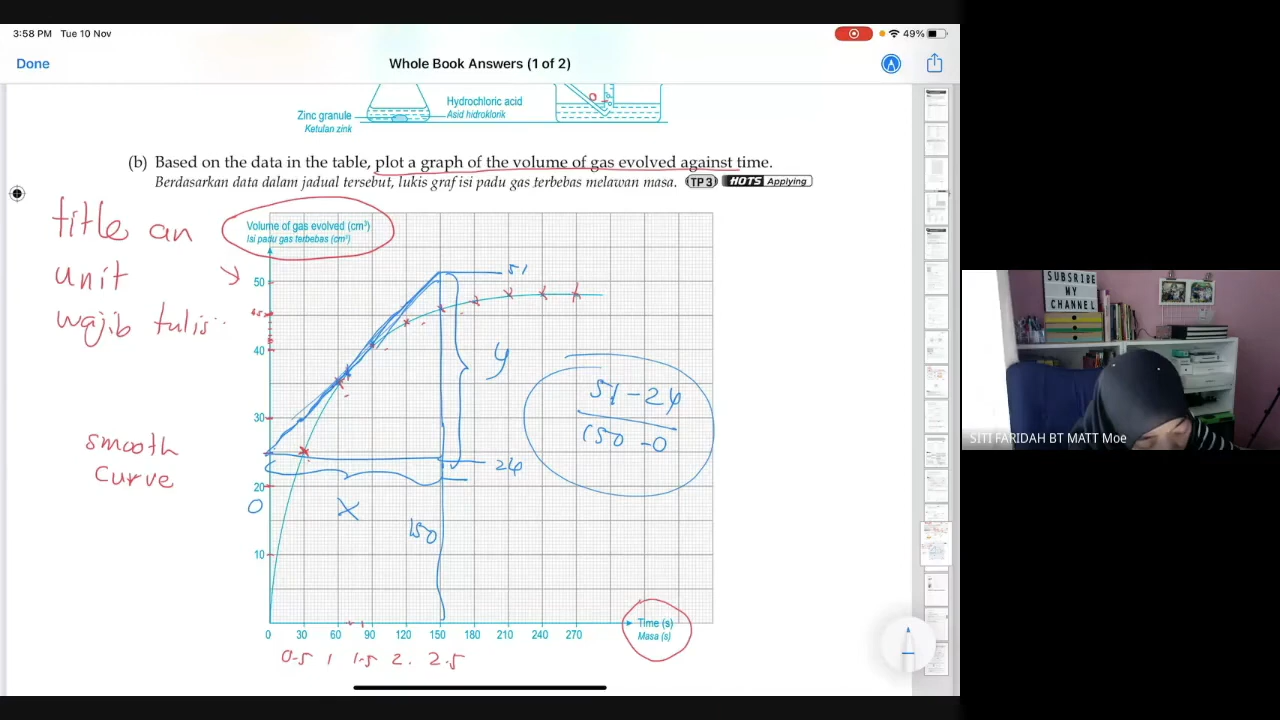 3:58 PM Tue 10 Nov
49%
Done
Whole Book Answers (1 of 2)
Hydrochloric acid
Asid hidroklorik
Zinc granule
Ketulan zink
(b) Based on the data in the table, plot a graph of the volume of gas evolved against time.
Berdasarkan data dalam jadual tersebut, lukis graf isi padu gas terbebas melawan masa. TP 3 HOTS Applying
title an
unit
wajib tulis
smooth
curve
Volume of gas evolved (cm³)
Isi padu gas terbebas (cm³)
50
45
40
30
20
10
0
51
y
24
x
150
0
51 - 24
150 - 0
0 30 60 90 120 150 180 210 240 270
Time (s)
Masa (s)
0.5 1 1.5 2. 2.5
SUBSRIBE
MY
CHANNEL
SITI FARIDAH BT MATT Moe